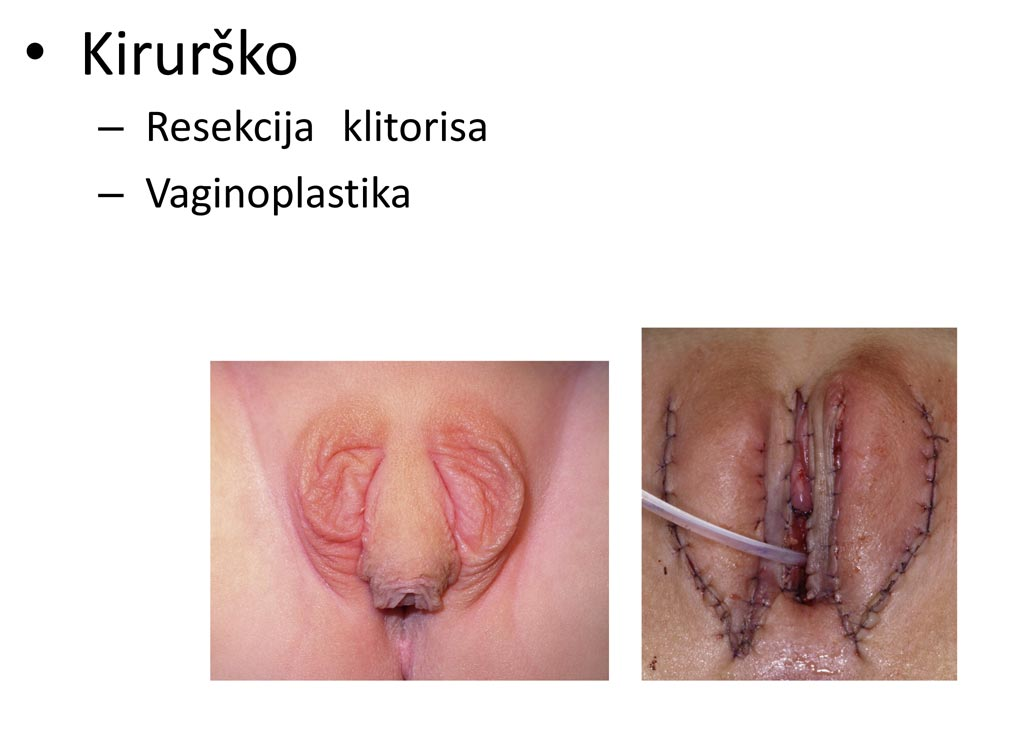 • Kirurško
– Resekcija klitorisa
– Vaginoplastika